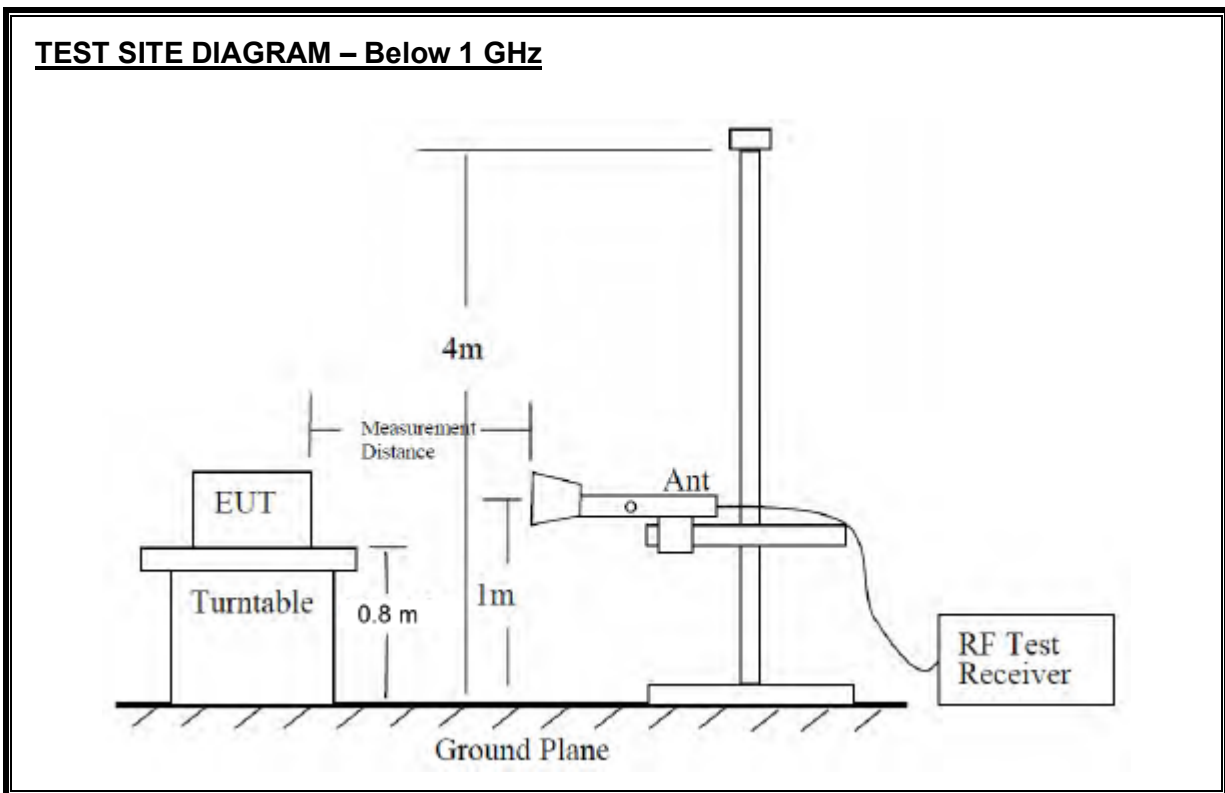 TEST SITE DIAGRAM – Below 1 GHz
4m
Measurement
Distance
Ant
EUT
1m
Turntable
0.8 m
RF Test
Receiver
Ground Plane